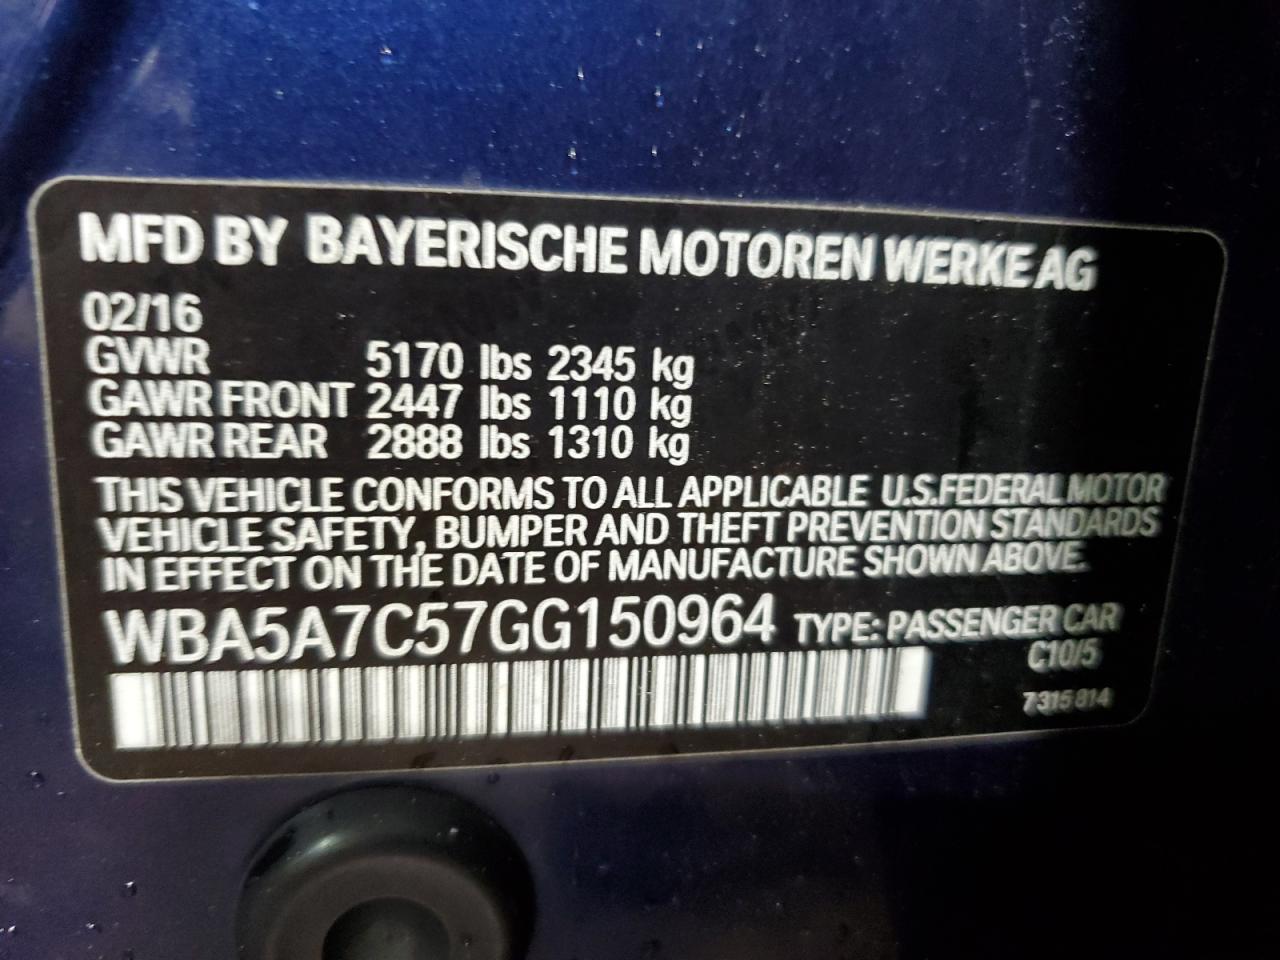 MFD BY BAYERISCHE MOTOREN WERKE AG
02/16
GVWR 5170 lbs 2345 kg
GAWR FRONT 2447 lbs 1110 kg
GAWR REAR 2888 lbs 1310 kg
THIS VEHICLE CONFORMS TO ALL APPLICABLE U.S.FEDERAL MOTOR
VEHICLE SAFETY, BUMPER AND THEFT PREVENTION STANDARDS
IN EFFECT ON THE DATE OF MANUFACTURE SHOWN ABOVE.
WBA5A7C57GG150964 TYPE: PASSENGER CAR
C10/5
7315814